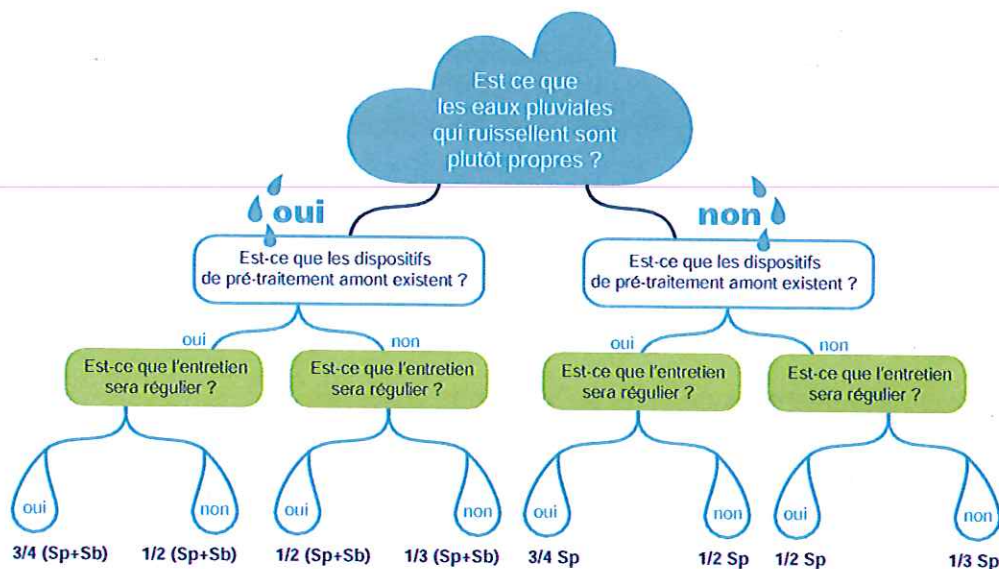 Est ce que
les eaux pluviales
qui ruissellent sont
plutôt propres ?
oui
non
Est-ce que les dispositifs
de pré-traitement amont existent ?
Est-ce que les dispositifs
de pré-traitement amont existent ?
oui
non
oui
non
Est-ce que l'entretien
sera régulier ?
Est-ce que l'entretien
sera régulier ?
Est-ce que l'entretien
sera régulier ?
Est-ce que l'entretien
sera régulier ?
oui
non
oui
non
oui
non
oui
non
3/4 (Sp+Sb)
1/2 (Sp+Sb)
1/2 (Sp+Sb)
1/3 (Sp+Sb)
3/4 Sp
1/2 Sp
1/2 Sp
1/3 Sp